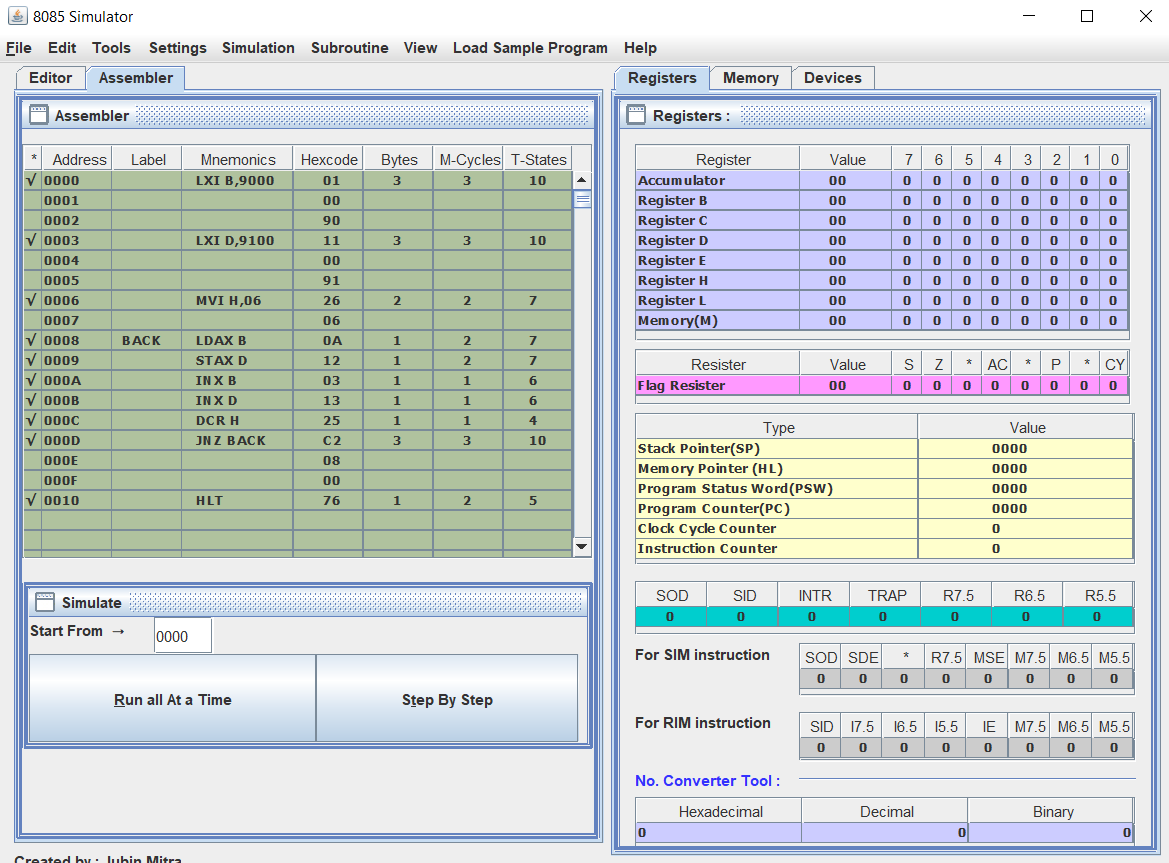 8085 Simulator
File Edit Tools Settings Simulation Subroutine View Load Sample Program Help
Editor Assembler
Assembler
* Address Label Mnemonics Hexcode Bytes M-Cycles T-States
√ 0000 LXI B,9000 01 3 3 10
0001 00
0002 90
√ 0003 LXI D,9100 11 3 3 10
0004 00
0005 91
√ 0006 MVI H,06 26 2 2 7
0007 06
√ 0008 BACK LDAX B 0A 1 2 7
√ 0009 STAX D 12 1 2 7
√ 000A INX B 03 1 1 6
√ 000B INX D 13 1 1 6
√ 000C DCR H 25 1 1 4
√ 000D JNZ BACK C2 3 3 10
000E 08
000F 00
√ 0010 HLT 76 1 2 5
Simulate
Start From → 0000
Run all At a Time Step By Step
Created by : Jubin Mitra
Registers Memory Devices
Registers :
Register Value 7 6 5 4 3 2 1 0
Accumulator 00 0 0 0 0 0 0 0 0
Register B 00 0 0 0 0 0 0 0 0
Register C 00 0 0 0 0 0 0 0 0
Register D 00 0 0 0 0 0 0 0 0
Register E 00 0 0 0 0 0 0 0 0
Register H 00 0 0 0 0 0 0 0 0
Register L 00 0 0 0 0 0 0 0 0
Memory(M) 00 0 0 0 0 0 0 0 0
Resister Value S Z * AC * P * CY
Flag Resister 00 0 0 0 0 0 0 0 0
Type Value
Stack Pointer(SP) 0000
Memory Pointer (HL) 0000
Program Status Word(PSW) 0000
Program Counter(PC) 0000
Clock Cycle Counter 0
Instruction Counter 0
SOD SID INTR TRAP R7.5 R6.5 R5.5
0 0 0 0 0 0 0
For SIM instruction
SOD SDE * R7.5 MSE M7.5 M6.5 M5.5
0 0 0 0 0 0 0 0
For RIM instruction
SID I7.5 I6.5 I5.5 IE M7.5 M6.5 M5.5
0 0 0 0 0 0 0 0
No. Converter Tool :
Hexadecimal Decimal Binary
0 0 0